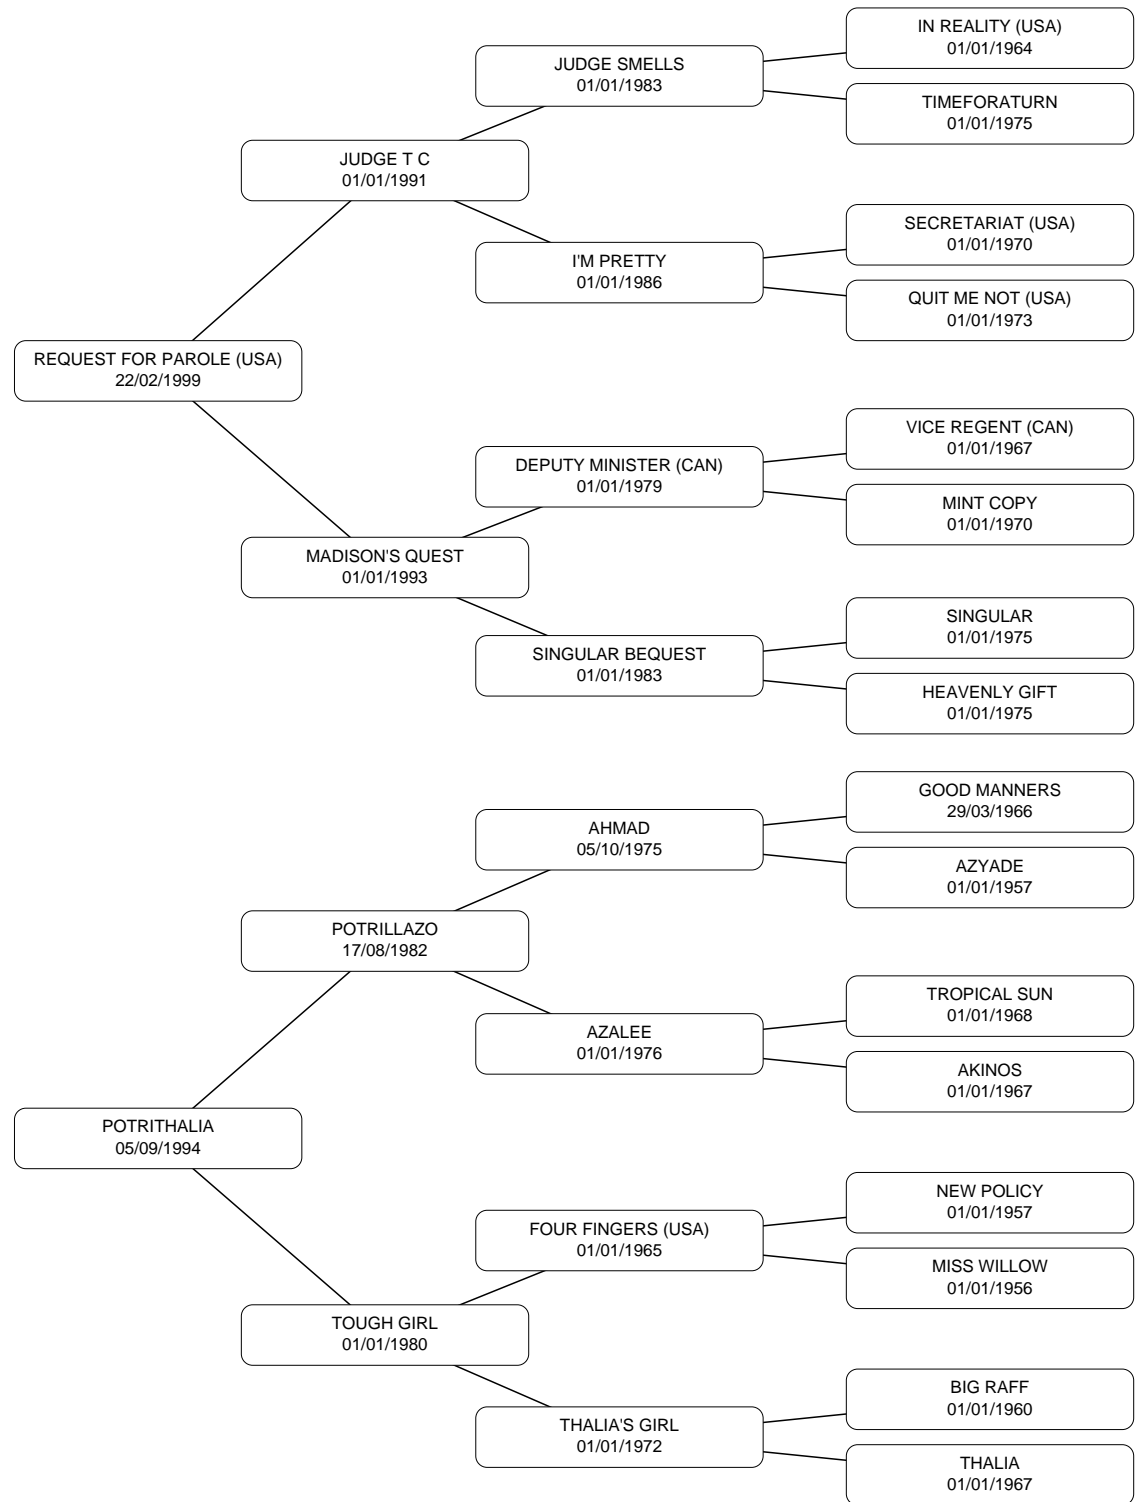 IN REALITY (USA)
01/01/1964
JUDGE SMELLS
01/01/1983
TIMEFORATURN
01/01/1975
JUDGE T C
01/01/1991
SECRETARIAT (USA)
01/01/1970
I'M PRETTY
01/01/1986
QUIT ME NOT (USA)
01/01/1973
REQUEST FOR PAROLE (USA)
22/02/1999
VICE REGENT (CAN)
01/01/1967
DEPUTY MINISTER (CAN)
01/01/1979
MINT COPY
01/01/1970
MADISON'S QUEST
01/01/1993
SINGULAR
01/01/1975
SINGULAR BEQUEST
01/01/1983
HEAVENLY GIFT
01/01/1975
GOOD MANNERS
29/03/1966
AHMAD
05/10/1975
AZYADE
01/01/1957
POTRILLAZO
17/08/1982
TROPICAL SUN
01/01/1968
AZALEE
01/01/1976
AKINOS
01/01/1967
POTRITHALIA
05/09/1994
NEW POLICY
01/01/1957
FOUR FINGERS (USA)
01/01/1965
MISS WILLOW
01/01/1956
TOUGH GIRL
01/01/1980
BIG RAFF
01/01/1960
THALIA'S GIRL
01/01/1972
THALIA
01/01/1967